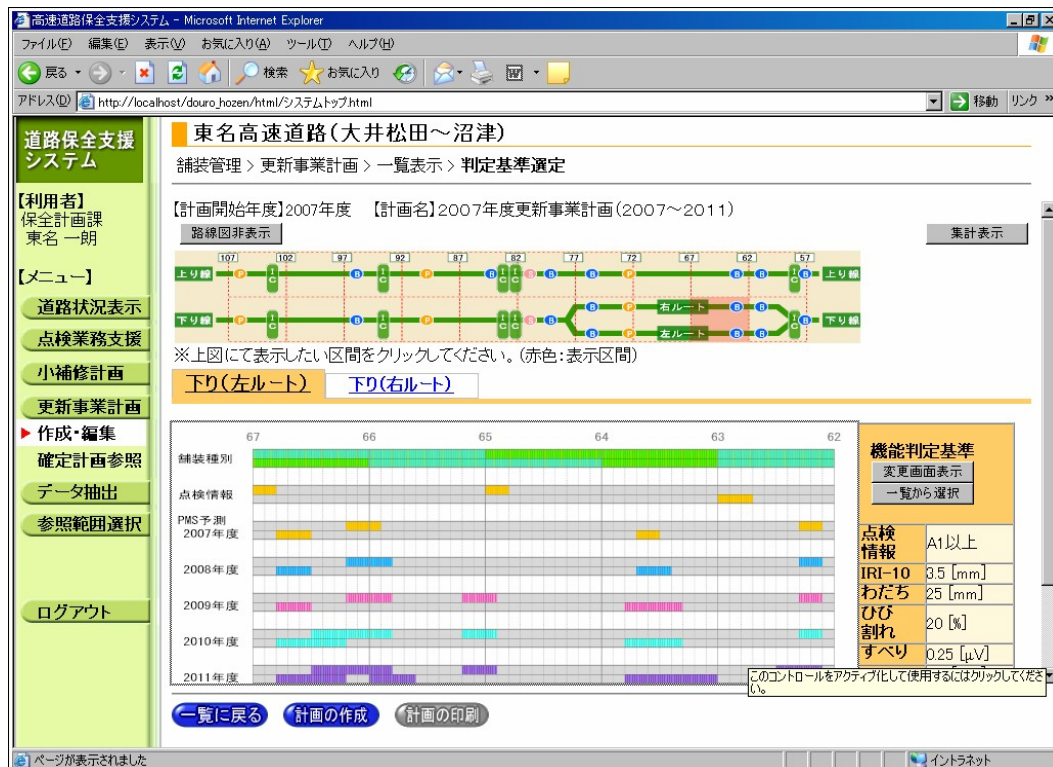 高速道路保全支援システム - Microsoft Internet Explorer
ファイル(F) 編集(E) 表示(V) お気に入り(A) ツール(T) ヘルプ(H)
戻る 検索 お気に入り
アドレス(D) http://localhost/douro_hozen/html/システムトップ.html 移動 リンク »
道路保全支援
システム
【利用者】
保全計画課
東名 一朗
【メニュー】
道路状況表示
点検業務支援
小補修計画
更新事業計画
作成・編集
確定計画参照
データ抽出
参照範囲選択
ログアウト
東名高速道路(大井松田～沼津)
舗装管理 > 更新事業計画 > 一覧表示 > 判定基準選定
【計画開始年度】2007年度 【計画名】2007年度更新事業計画(2007～2011)
路線図非表示 集計表示
107 102 97 92 87 82 77 72 67 62 57
上り線 P IC B IC P B IC IC B B B P B B IC B 上り線
B P 右ルート B B
下り線 P IC B IC P IC IC B B IC B 下り線
B P 左ルート B B
※上図にて表示したい区間をクリックしてください。(赤色:表示区間)
下り(左ルート) 下り(右ルート)
67 66 65 64 63 62
舗装種別
点検情報
PMS予測
2007年度
2008年度
2009年度
2010年度
2011年度
機能判定基準
変更画面表示
一覧から選択
点検情報 A1以上
IRI-10 3.5 [mm]
わだち 25 [mm]
ひび割れ 20 [%]
すべり 0.25 [μV]
このコントロールをアクティブ化して使用するにはクリックしてくださ
い。
一覧に戻る 計画の作成 計画の印刷
ページが表示されました イントラネット